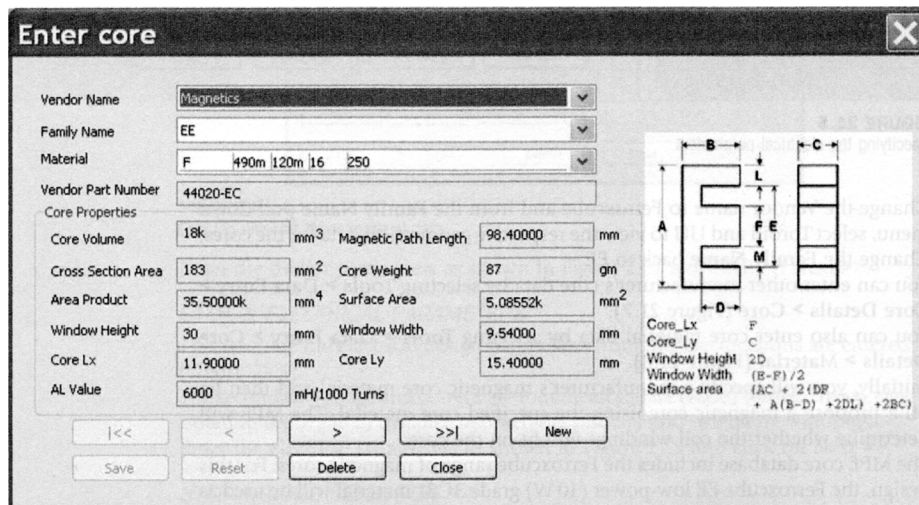 Enter core
Vendor Name Magnetics
Family Name EE
Material F 490m 120m 16 250
Vendor Part Number 44020-EC
Core Properties
Core Volume 18k mm3 Magnetic Path Length 98.40000 mm
Cross Section Area 183 mm2 Core Weight 87 gm
Area Product 35.50000k mm4 Surface Area 5.08552k mm2
Window Height 30 mm Window Width 9.54000 mm
Core Lx 11.90000 mm Core Ly 15.40000 mm
AL Value 6000 mH/1000 Turns
|<< < > >>| New
Save Reset Delete Close
B C
L
A E
M
D
Core_Lx F
Core_Ly C
Window Height 2D
Window Width (E-F)/2
Surface area (AC + 2(DF
+ A(B-D) +2DL) +2BC)